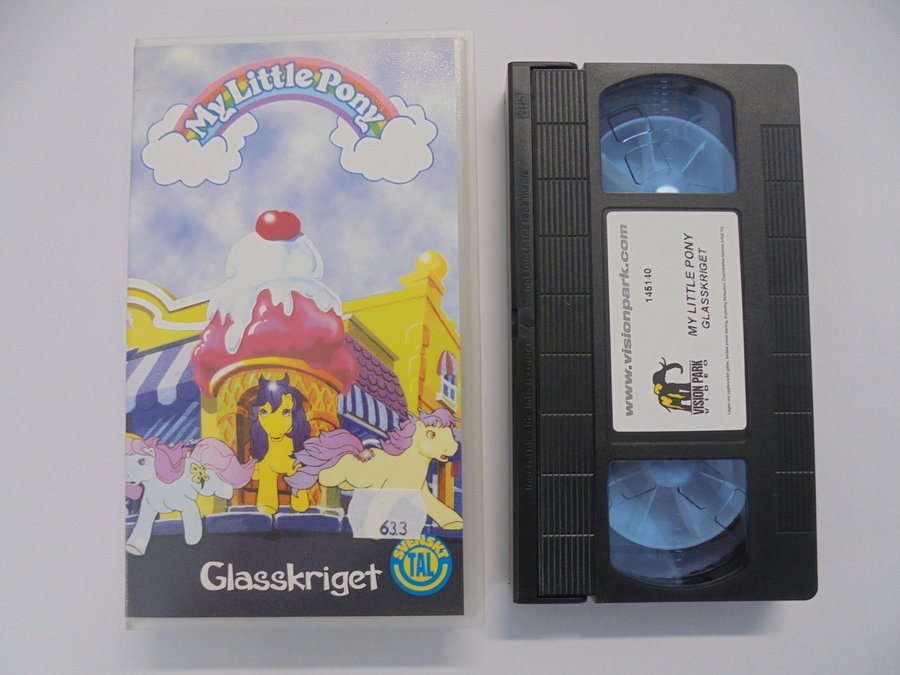 My Little Pony
63.3
SVENSKT
TAL
Glasskriget
VHS
www.visionpark.com
145140
MY LITTLE PONY
GLASSKRIGET
VISION PARK
VIDEO